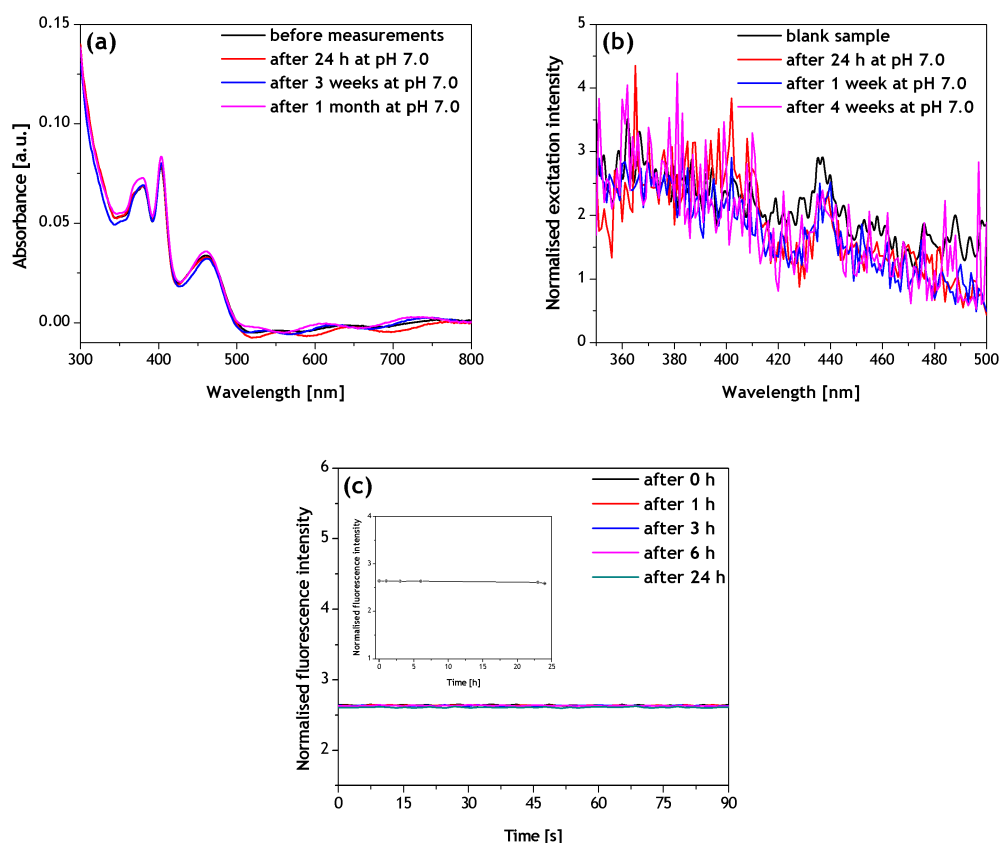 (a)
before measurements
after 24 h at pH 7.0
after 3 weeks at pH 7.0
after 1 month at pH 7.0
Absorbance [a.u.]
0.15
0.10
0.05
0.00
300 400 500 600 700 800
Wavelength [nm]
(b)
blank sample
after 24 h at pH 7.0
after 1 week at pH 7.0
after 4 weeks at pH 7.0
Normalised excitation intensity
5
4
3
2
1
0
360 380 400 420 440 460 480 500
Wavelength [nm]
(c)
after 0 h
after 1 h
after 3 h
after 6 h
after 24 h
Normalised fluorescence intensity
6
5
4
3
2
0 15 30 45 60 75 90
Time [s]
Normalised fluorescence intensity
4
3
2
1
0 5 10 15 20 25
Time [h]